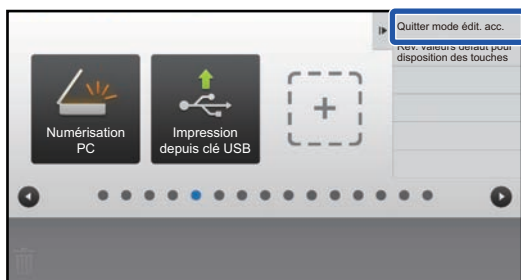 Quitter mode édit. acc.
Rev. valeurs défaut pour
disposition des touches
Numérisation
PC
Impression
depuis clé USB